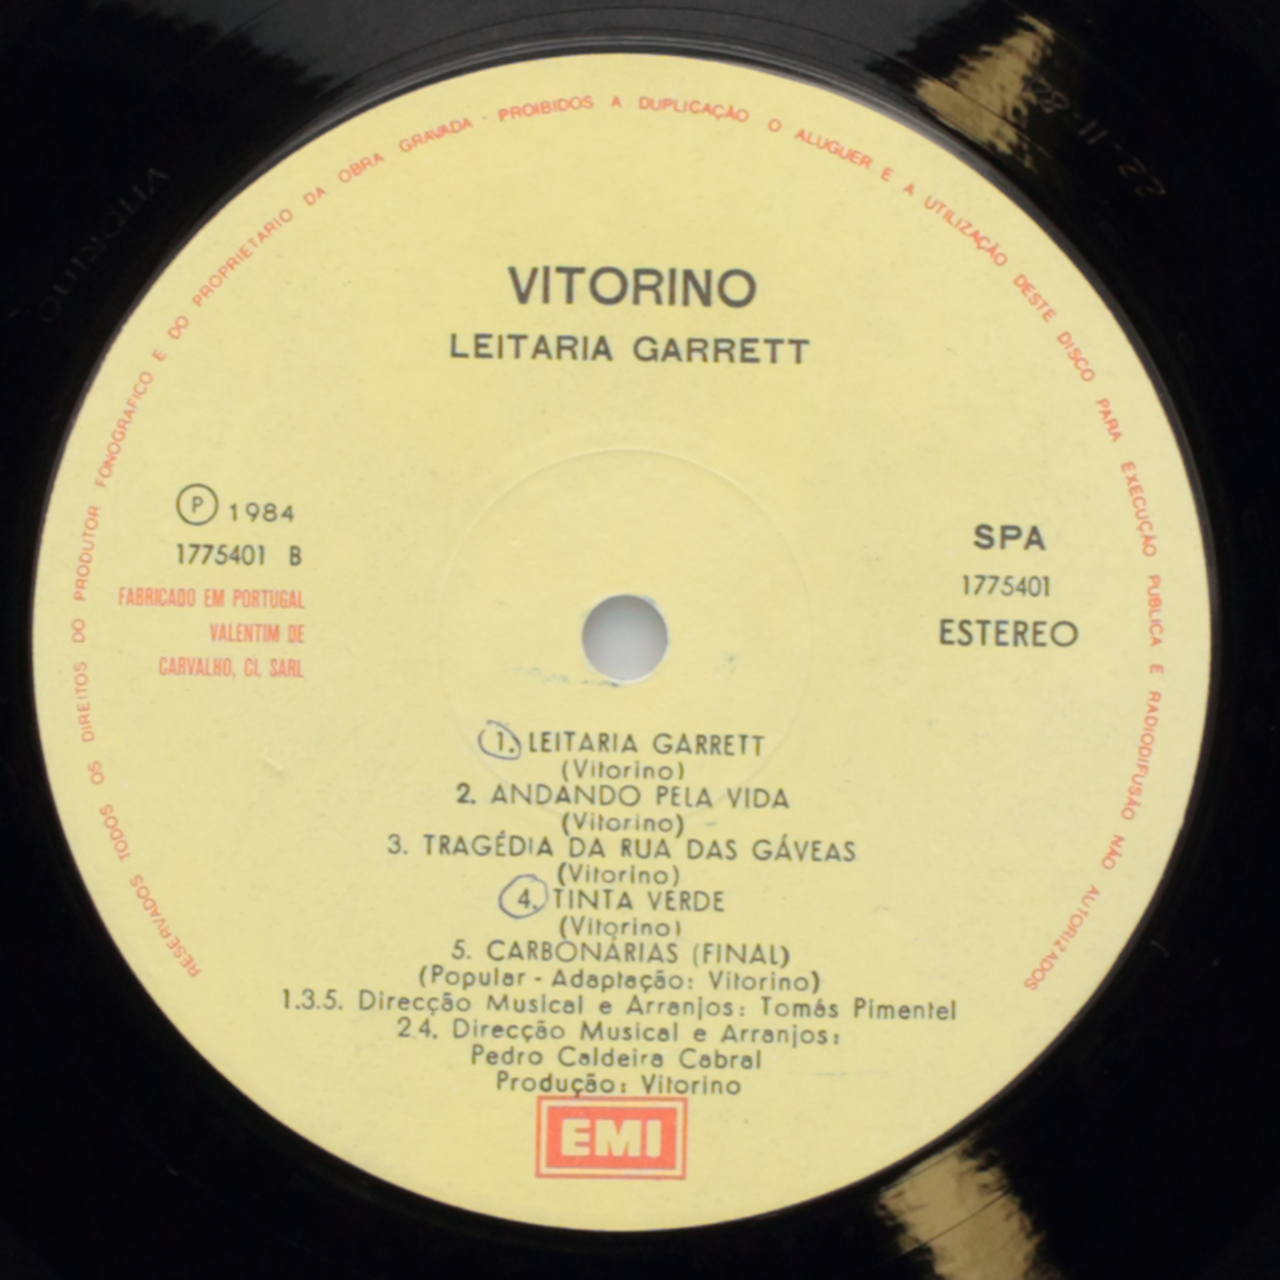 RESERVADOS TODOS OS DIREITOS DO PRODUTOR FONOGRAFICO E DO PROPRIETARIO DA OBRA GRAVADA - PROIBIDOS A DUPLICAÇÃO O ALUGUER E A UTILIZAÇÃO DESTE DISCO PARA EXECUÇÃO PUBLICA E RADIODIFUSAO NÃO AUTORIZADOS
VITORINO
LEITARIA GARRETT
P 1984
1775401 B
FABRICADO EM PORTUGAL
VALENTIM DE
CARVALHO, CI, SARL
SPA
1775401
ESTEREO
1. LEITARIA GARRETT
(Vitorino)
2. ANDANDO PELA VIDA
(Vitorino)
3. TRAGÉDIA DA RUA DAS GÁVEAS
(Vitorino)
4. TINTA VERDE
(Vitorino)
5. CARBONÁRIAS (FINAL)
(Popular - Adaptação: Vitorino)
1.3.5. Direcção Musical e Arranjos: Tomás Pimentel
2.4. Direcção Musical e Arranjos:
Pedro Caldeira Cabral
Produção: Vitorino
EMI